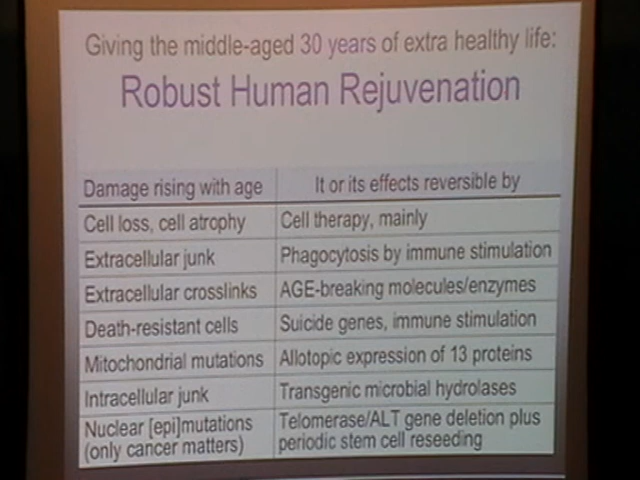 Giving the middle-aged 30 years of extra healthy life:
Robust Human Rejuvenation
Damage rising with age It or its effects reversible by
Cell loss, cell atrophy Cell therapy, mainly
Extracellular junk Phagocytosis by immune stimulation
Extracellular crosslinks AGE-breaking molecules/enzymes
Death-resistant cells Suicide genes, immune stimulation
Mitochondrial mutations Allotopic expression of 13 proteins
Intracellular junk Transgenic microbial hydrolases
Nuclear [epi]mutations Telomerase/ALT gene deletion plus
(only cancer matters) periodic stem cell reseeding